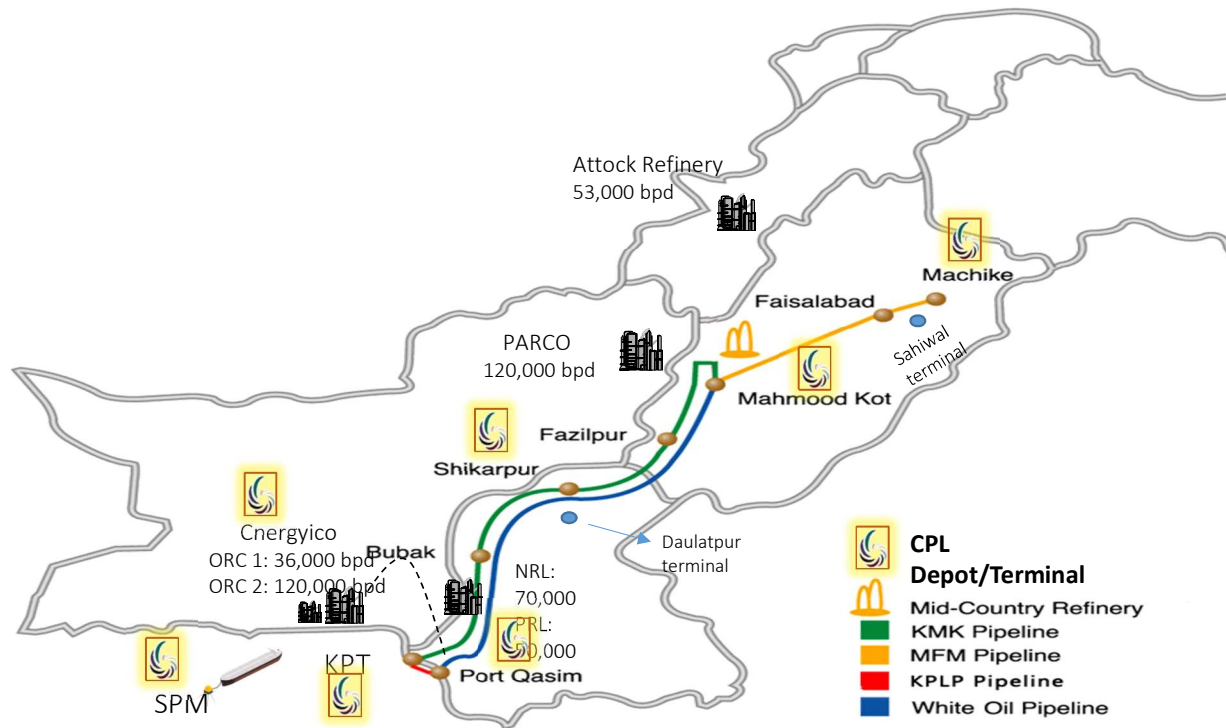 Attock Refinery
53,000 bpd
Machike
Faisalabad
Sahiwal
terminal
PARCO
120,000 bpd
Mahmood Kot
Fazilpur
Shikarpur
Cnergyico
ORC 1: 36,000 bpd
ORC 2: 120,000 bpd
Bubak
Daulatpur
terminal
NRL:
70,000
PRL:
KPT
Port Qasim
SPM
CPL
Depot/Terminal
Mid-Country Refinery
KMK Pipeline
MFM Pipeline
KPLP Pipeline
White Oil Pipeline